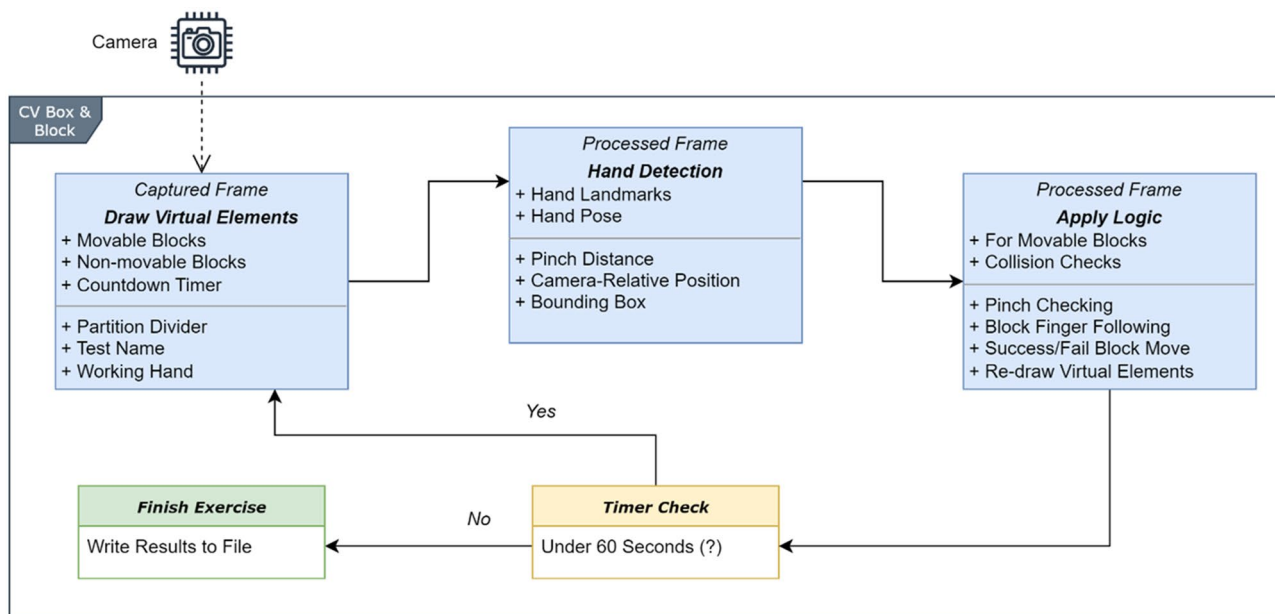 Camera
CV Box &
Block
Captured Frame
Draw Virtual Elements
+ Movable Blocks
+ Non-movable Blocks
+ Countdown Timer
+ Partition Divider
+ Test Name
+ Working Hand
Processed Frame
Hand Detection
+ Hand Landmarks
+ Hand Pose
+ Pinch Distance
+ Camera-Relative Position
+ Bounding Box
Processed Frame
Apply Logic
+ For Movable Blocks
+ Collision Checks
+ Pinch Checking
+ Block Finger Following
+ Success/Fail Block Move
+ Re-draw Virtual Elements
Yes
Finish Exercise
Write Results to File
No
Timer Check
Under 60 Seconds (?)